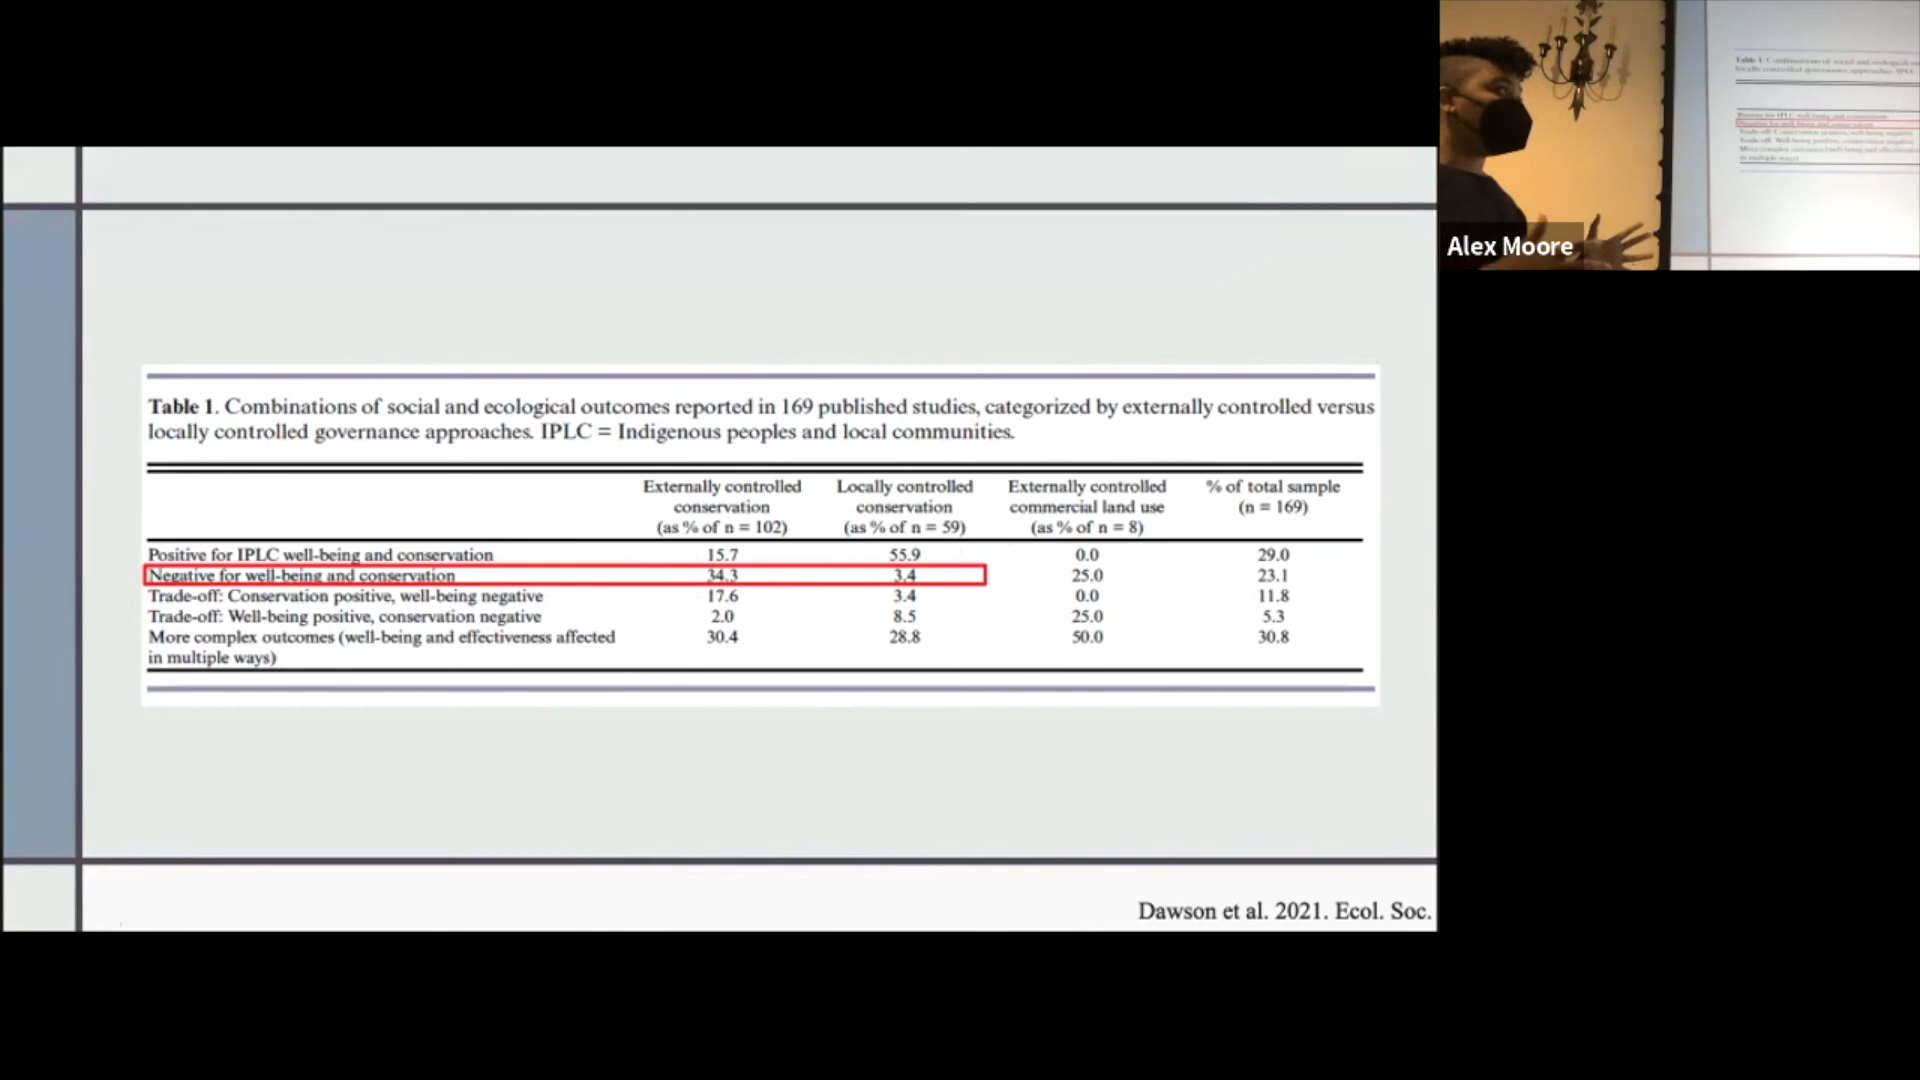 Table 1. Combinations of social and ecological outcomes reported in 169 published studies, categorized by externally controlled versus
locally controlled governance approaches. IPLC = Indigenous peoples and local communities.
Externally controlled conservation (as % of n = 102)
Locally controlled conservation (as % of n = 59)
Externally controlled commercial land use (as % of n = 8)
% of total sample (n = 169)
Positive for IPLC well-being and conservation 15.7 55.9 0.0 29.0
Negative for well-being and conservation 34.3 3.4 25.0 23.1
Trade-off: Conservation positive, well-being negative 17.6 3.4 0.0 11.8
Trade-off: Well-being positive, conservation negative 2.0 8.5 25.0 5.3
More complex outcomes (well-being and effectiveness affected 30.4 28.8 50.0 30.8
in multiple ways)
Dawson et al. 2021. Ecol. Soc.
Alex Moore